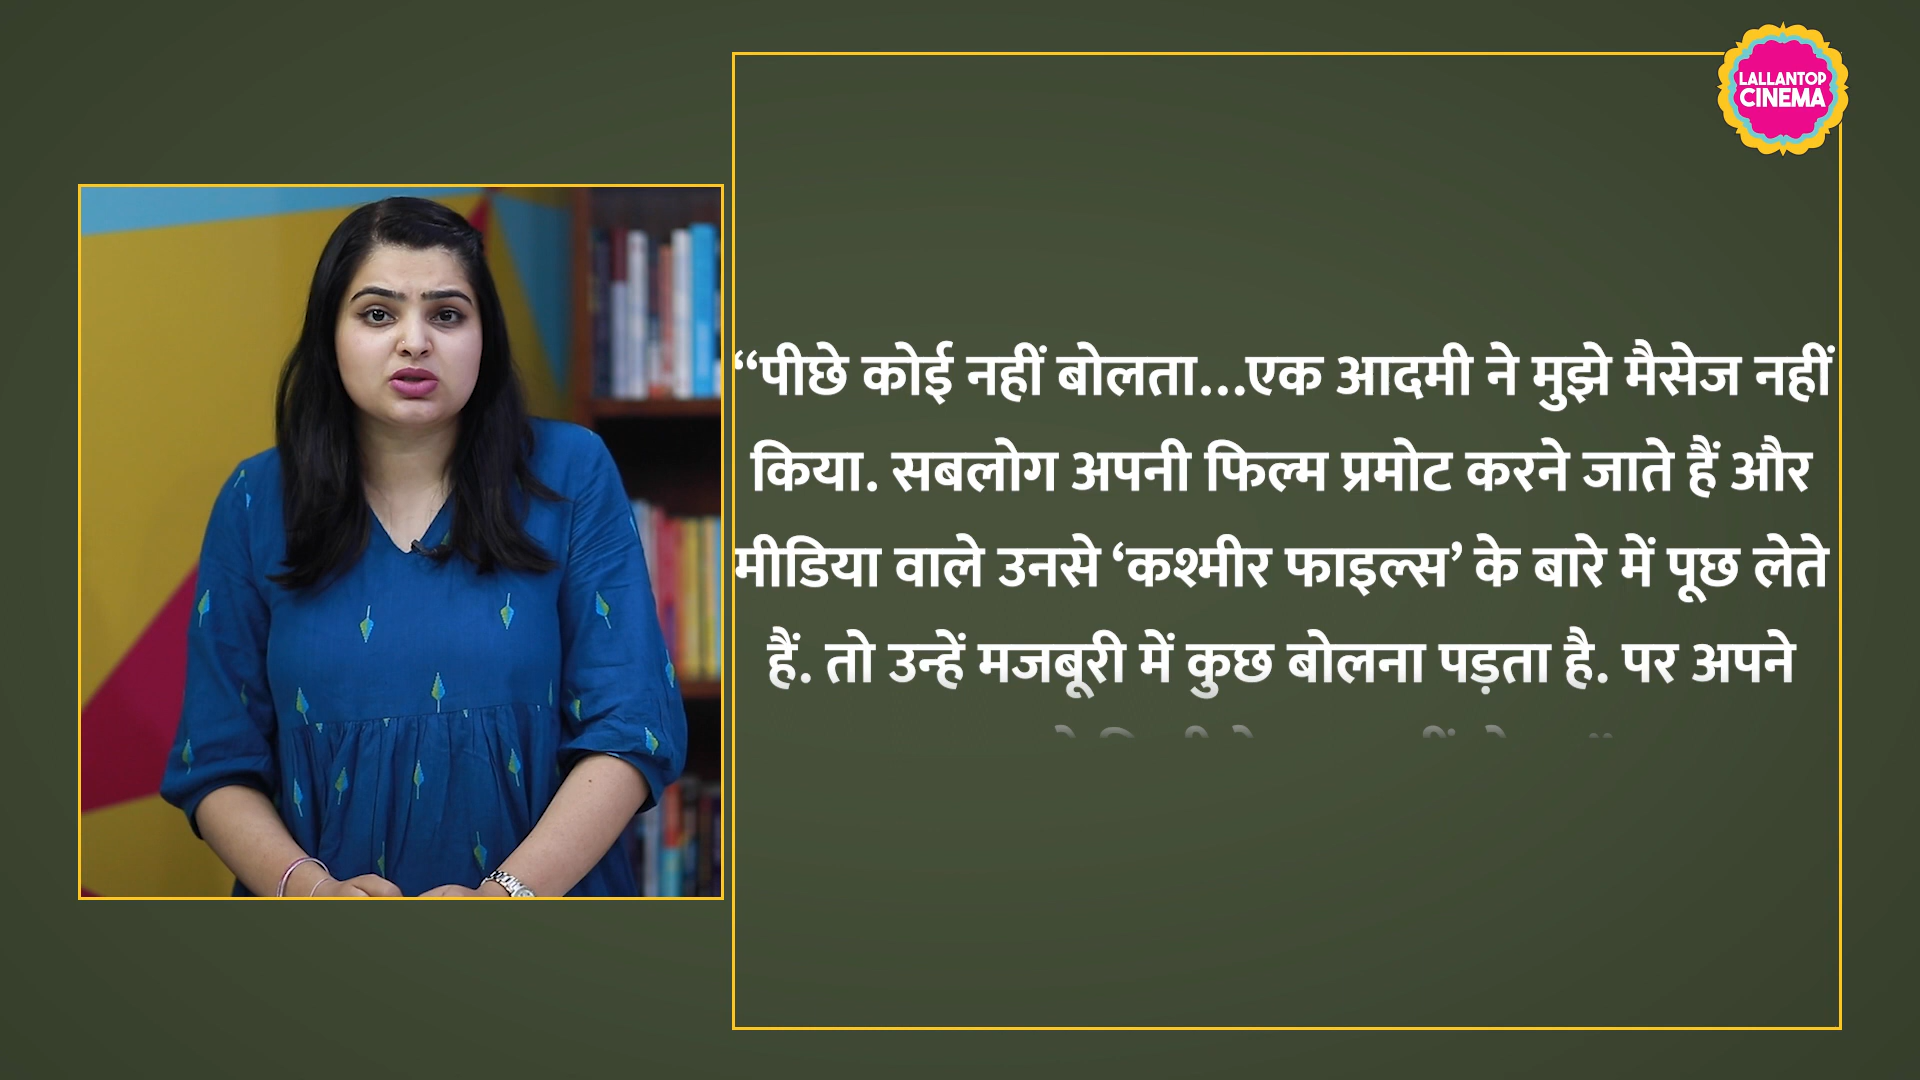 LALLANTOP
CINEMA
“पीछे कोई नहीं बोलता...एक आदमी ने मुझे मैसेज नहीं
किया. सबलोग अपनी फिल्म प्रमोट करने जाते हैं और
मीडिया वाले उनसे ‘कश्मीर फाइल्स’ के बारे में पूछ लेते
हैं. तो उन्हें मजबूरी में कुछ बोलना पड़ता है. पर अपने